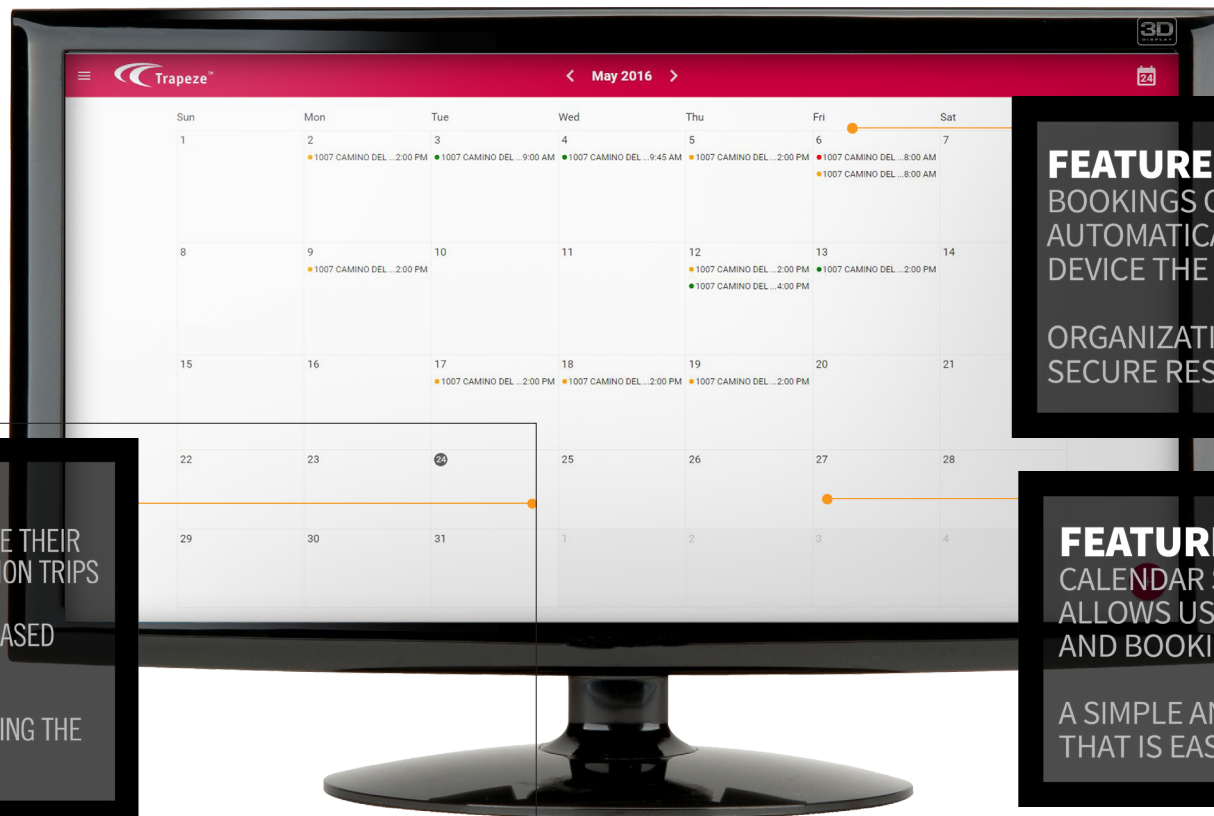 3D
DISPLAY
Trapeze™
May 2016
24
Sun Mon Tue Wed Thu Fri Sat
1 2 3 4 5 6 7
1007 CAMINO DEL ...2:00 PM 1007 CAMINO DEL ...9:00 AM 1007 CAMINO DEL ...9:45 AM 1007 CAMINO DEL ...2:00 PM 1007 CAMINO DEL ...8:00 AM
1007 CAMINO DEL ...8:00 AM
8 9 10 11 12 13 14
1007 CAMINO DEL ...2:00 PM 1007 CAMINO DEL ...2:00 PM 1007 CAMINO DEL ...2:00 PM
1007 CAMINO DEL ...4:00 PM
15 16 17 18 19 20 21
1007 CAMINO DEL ...2:00 PM 1007 CAMINO DEL ...2:00 PM 1007 CAMINO DEL ...2:00 PM
22 23 24 25 26 27 28
29 30 31 1 2 3 4
FEATURE
BOOKINGS
AUTOMATICA
DEVICE THE
ORGANIZATI
SECURE RES
E THEIR
ION TRIPS
ASED
ING THE
FEATUR
CALENDAR S
ALLOWS US
AND BOOKI
A SIMPLE AN
THAT IS EAS